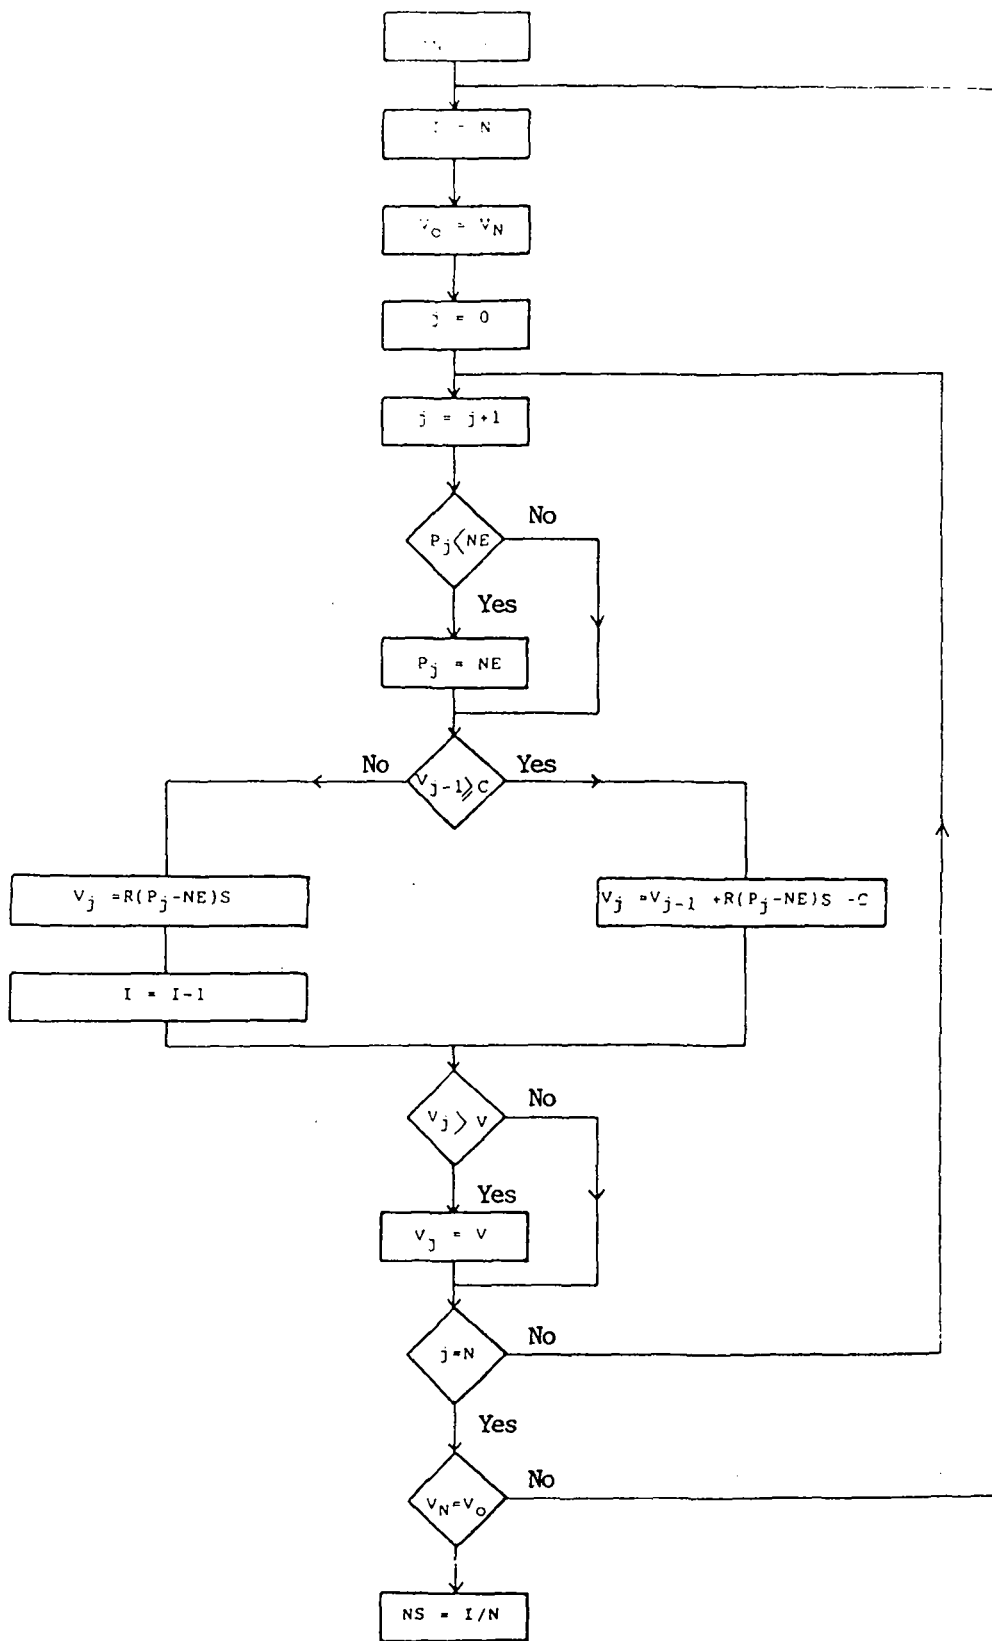 I = N
V_o = V_N
j = 0
j = j+1
P_j < NE
No
Yes
P_j = NE
V_j-1 ⩾ C
No
Yes
V_j =R(P_j-NE)S
V_j =V_j-1 +R(P_j-NE)S -C
I = I-1
V_j > V
No
Yes
V_j = V
j=N
No
Yes
V_N=V_o
No
NS = I/N